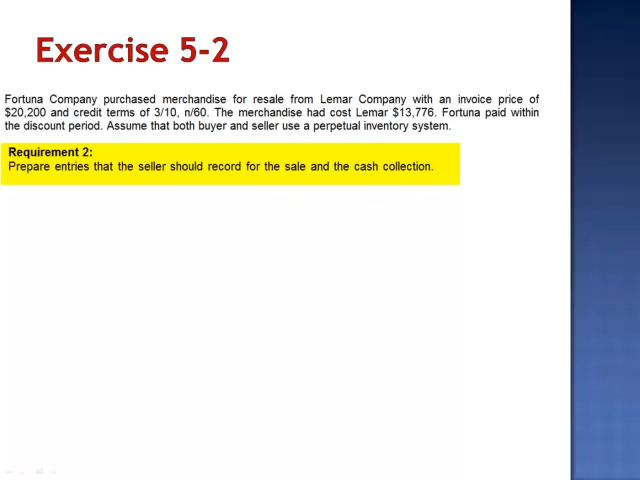 Exercise 5-2
Fortuna Company purchased merchandise for resale from Lemar Company with an invoice price of
$20,200 and credit terms of 3/10, n/60. The merchandise had cost Lemar $13,776. Fortuna paid within
the discount period. Assume that both buyer and seller use a perpetual inventory system.
Requirement 2:
Prepare entries that the seller should record for the sale and the cash collection.